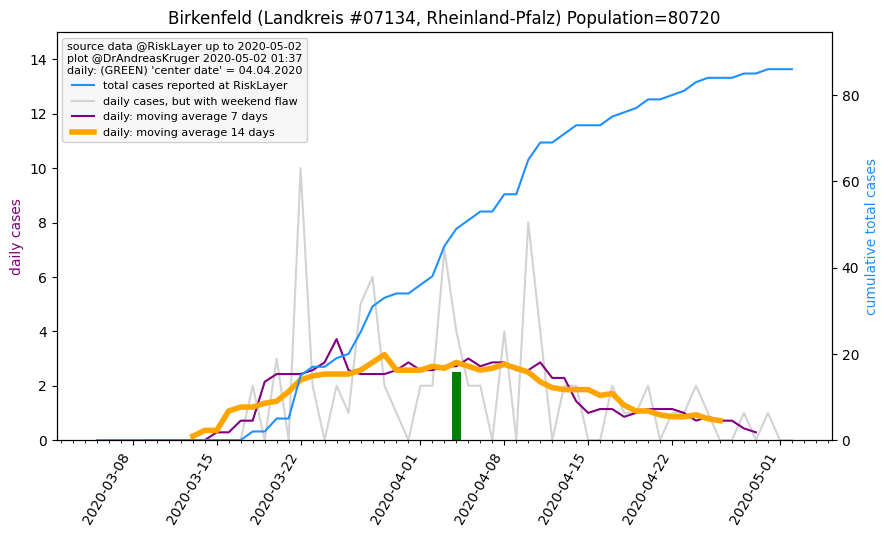 Birkenfeld (Landkreis #07134, Rheinland-Pfalz) Population=80720
source data @RiskLayer up to 2020-05-02
plot @DrAndreasKruger 2020-05-02 01:37
daily: (GREEN) 'center date' = 04.04.2020
total cases reported at RiskLayer
daily cases, but with weekend flaw
daily: moving average 7 days
daily: moving average 14 days
daily cases
14
12
10
8
6
4
2
0
cumulative total cases
80
60
40
20
0
2020-03-08
2020-03-15
2020-03-22
2020-04-01
2020-04-08
2020-04-15
2020-04-22
2020-05-01